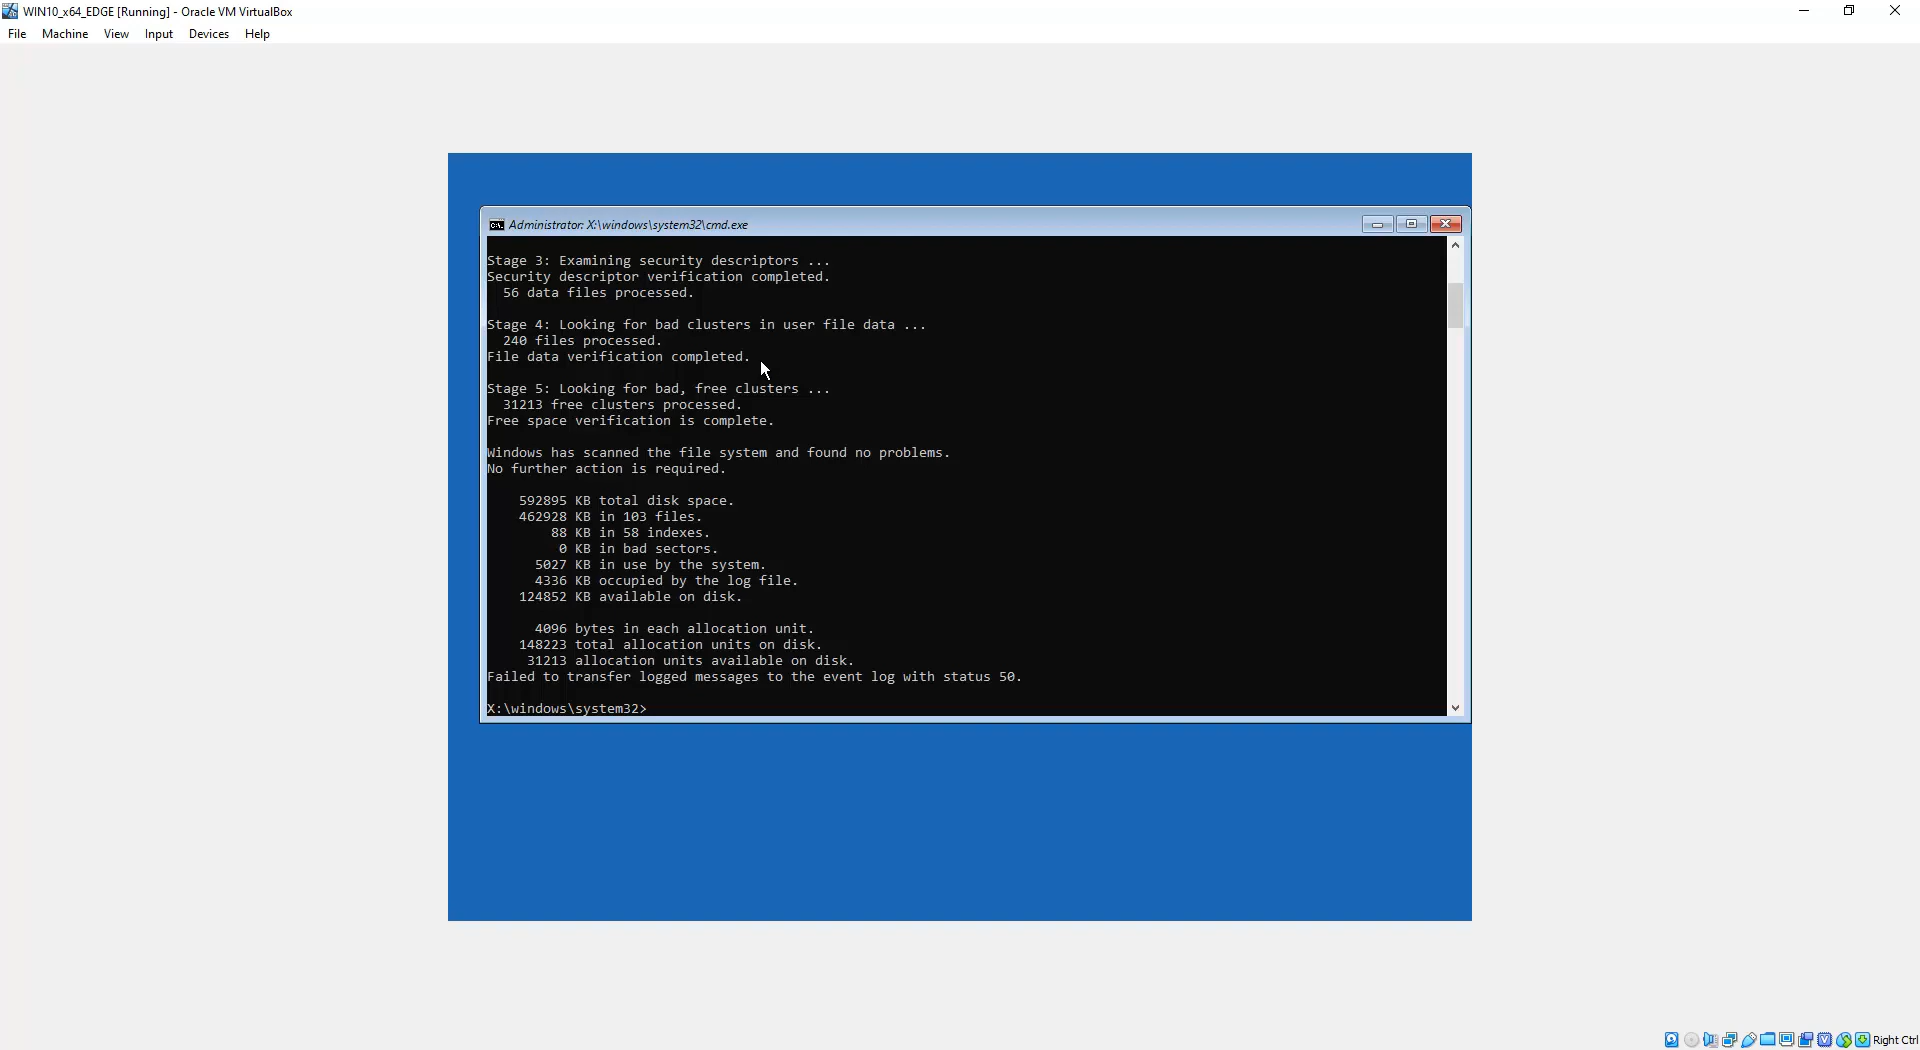 WIN10_x64_EDGE [Running] - Oracle VM VirtualBox
File Machine View Input Devices Help
Administrator: X:\windows\system32\cmd.exe
Stage 3: Examining security descriptors ...
Security descriptor verification completed.
56 data files processed.
Stage 4: Looking for bad clusters in user file data ...
240 files processed.
File data verification completed.
Stage 5: Looking for bad, free clusters ...
31213 free clusters processed.
Free space verification is complete.
Windows has scanned the file system and found no problems.
No further action is required.
592895 KB total disk space.
462928 KB in 103 files.
88 KB in 58 indexes.
0 KB in bad sectors.
5027 KB in use by the system.
4336 KB occupied by the log file.
124852 KB available on disk.
4096 bytes in each allocation unit.
148223 total allocation units on disk.
31213 allocation units available on disk.
Failed to transfer logged messages to the event log with status 50.
X:\windows\system32>
Right Ctrl